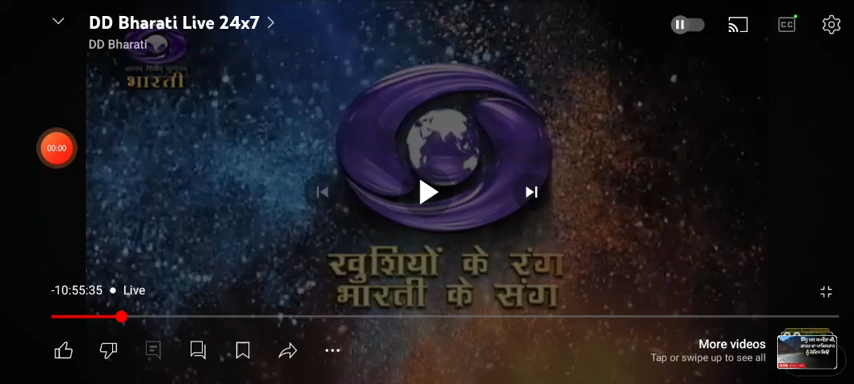 DD Bharati Live 24x7
DD Bharati
भारती
00:00
खुशियों के रंग
भारती के संग
-10:55:35 • Live
More videos
Tap or swipe up to see all